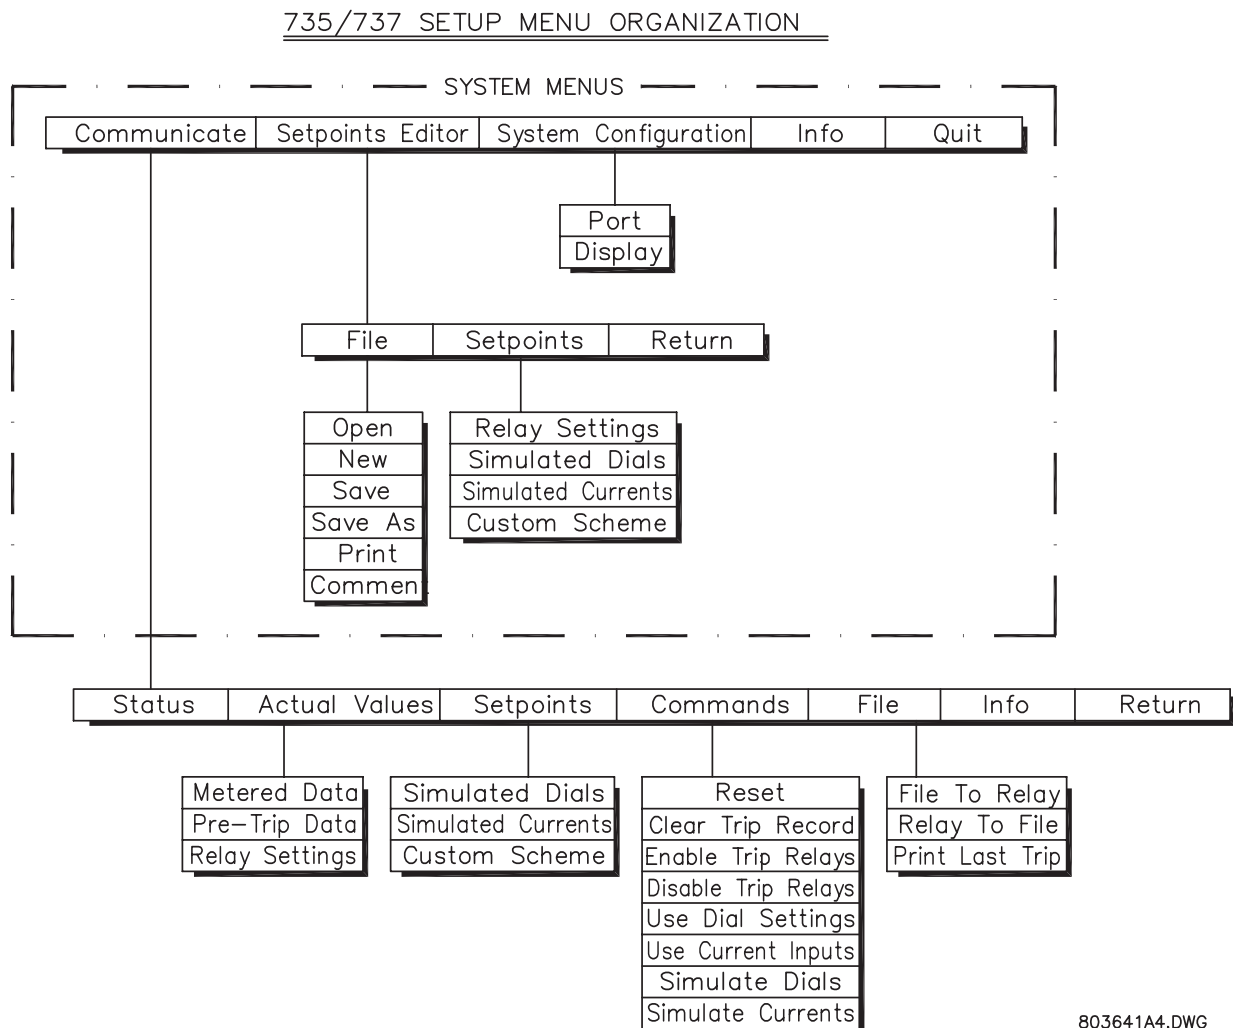 735/737 SETUP MENU ORGANIZATION
SYSTEM MENUS
Communicate Setpoints Editor System Configuration Info Quit
Port
Display
File Setpoints Return
Open
New
Save
Save As
Print
Comment
Relay Settings
Simulated Dials
Simulated Currents
Custom Scheme
Status Actual Values Setpoints Commands File Info Return
Metered Data
Pre-Trip Data
Relay Settings
Simulated Dials
Simulated Currents
Custom Scheme
Reset
Clear Trip Record
Enable Trip Relays
Disable Trip Relays
Use Dial Settings
Use Current Inputs
Simulate Dials
Simulate Currents
File To Relay
Relay To File
Print Last Trip
803641A4.DWG